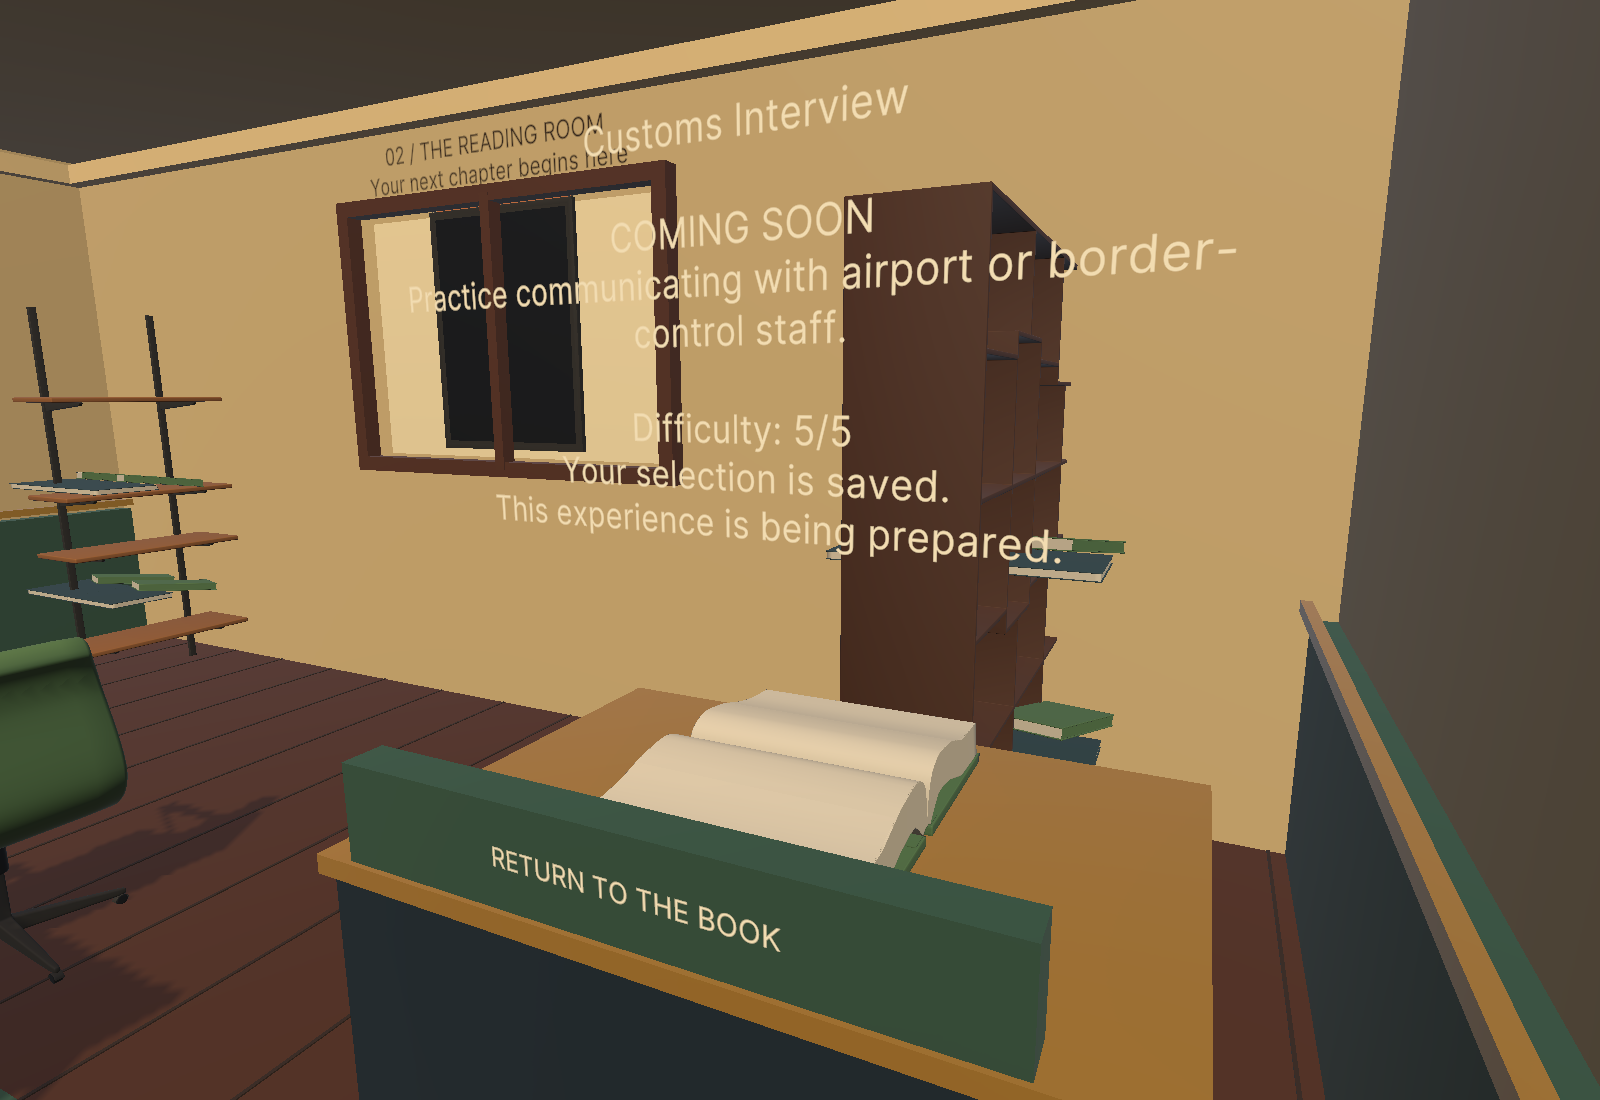 02 / THE READING ROOM
Your next chapter begins here
Customs Interview
COMING SOON
Practice communicating with airport or border-
control staff.
Difficulty: 5/5
Your selection is saved.
This experience is being prepared.
RETURN TO THE BOOK